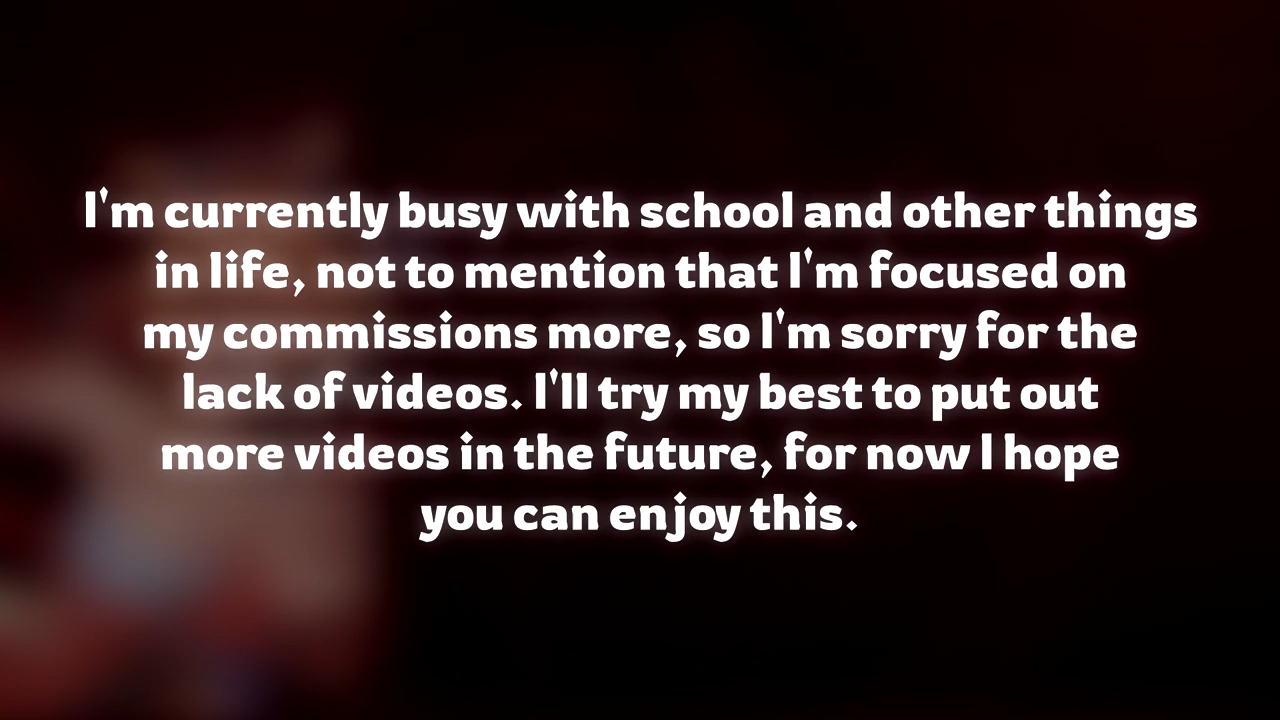 I'm currently busy with school and other things
in life, not to mention that I'm focused on
my commissions more, so I'm sorry for the
lack of videos. I'll try my best to put out
more videos in the future, for now I hope
you can enjoy this.